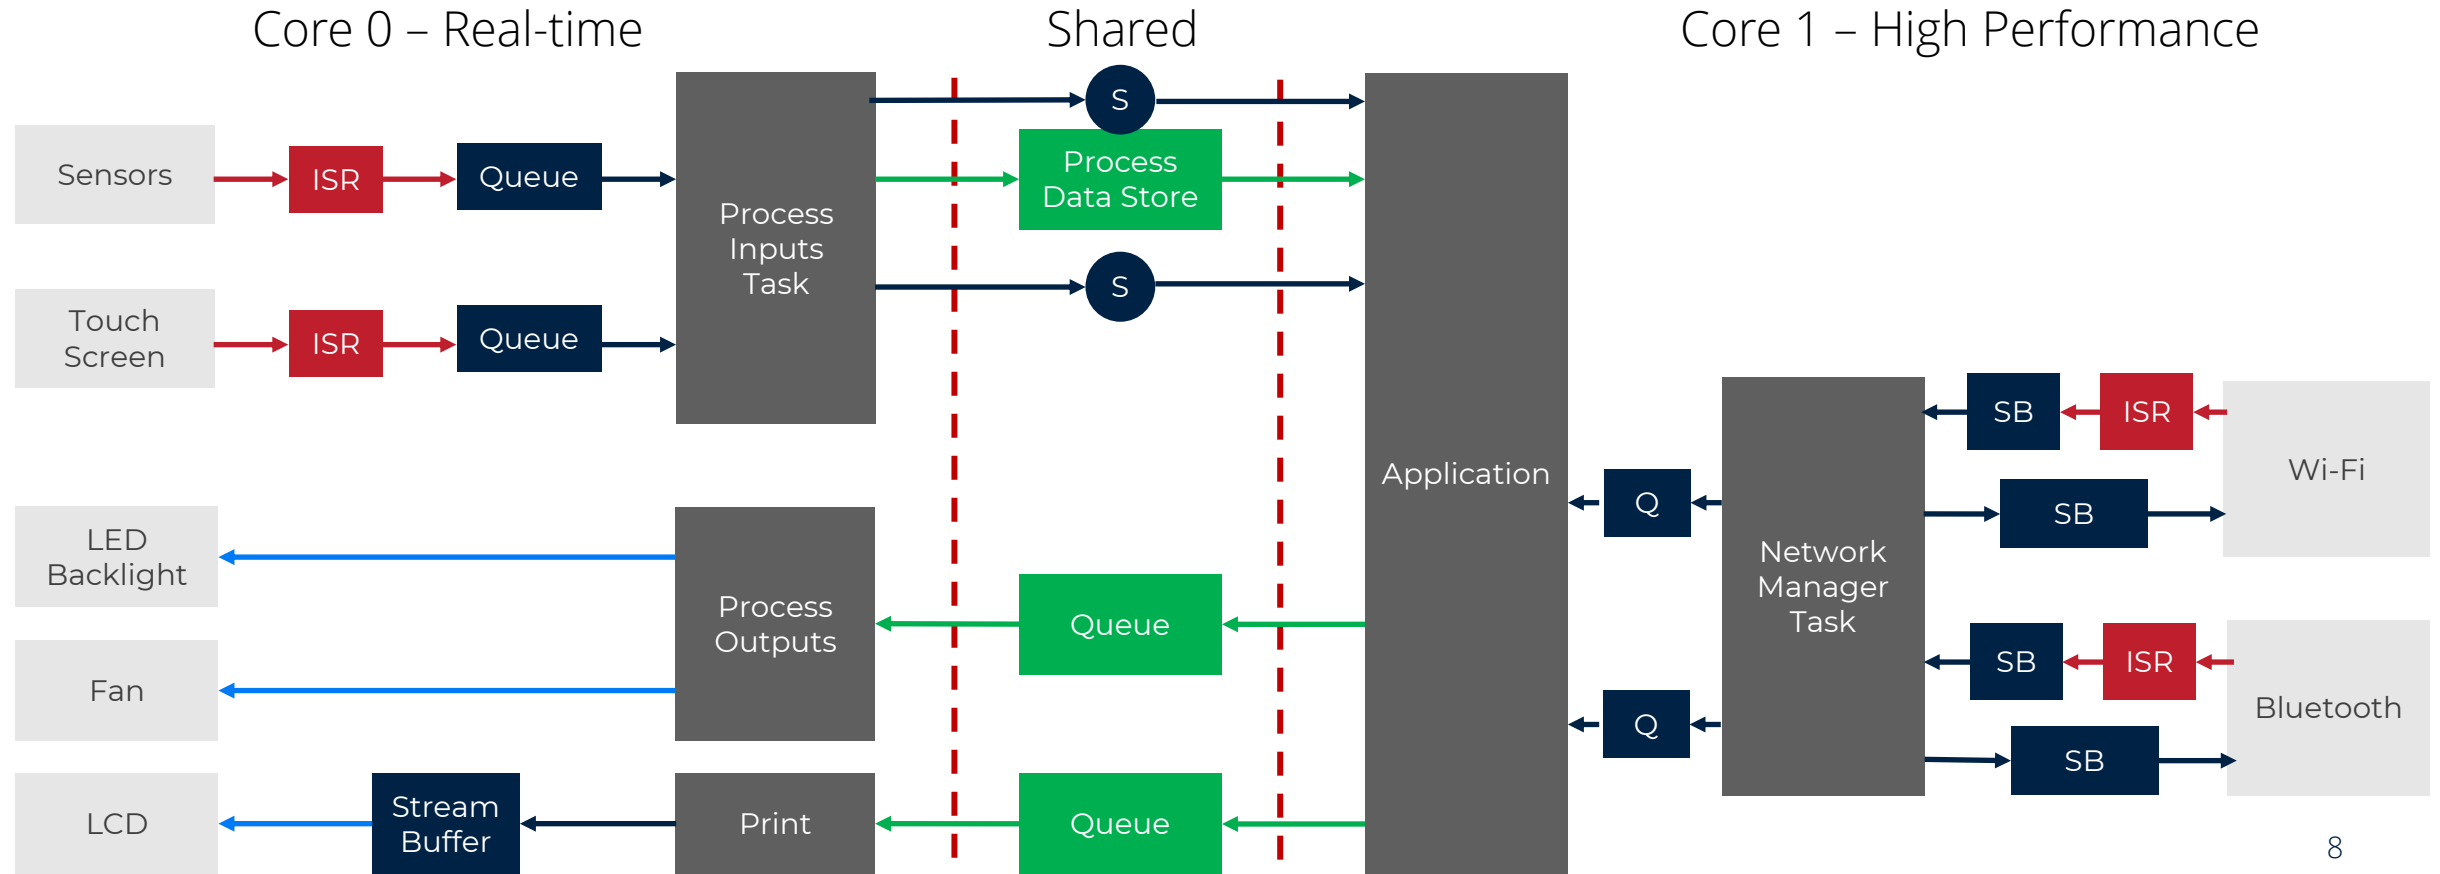 Core 0 – Real-time
Shared
Core 1 – High Performance
S
Sensors
ISR
Queue
Process
Inputs
Task
Process
Data Store
S
Touch
Screen
ISR
Queue
Application
SB
ISR
Wi-Fi
Q
SB
Network
Manager
Task
LED
Backlight
Process
Outputs
Queue
Fan
SB
ISR
Bluetooth
Q
SB
LCD
Stream
Buffer
Print
Queue
8